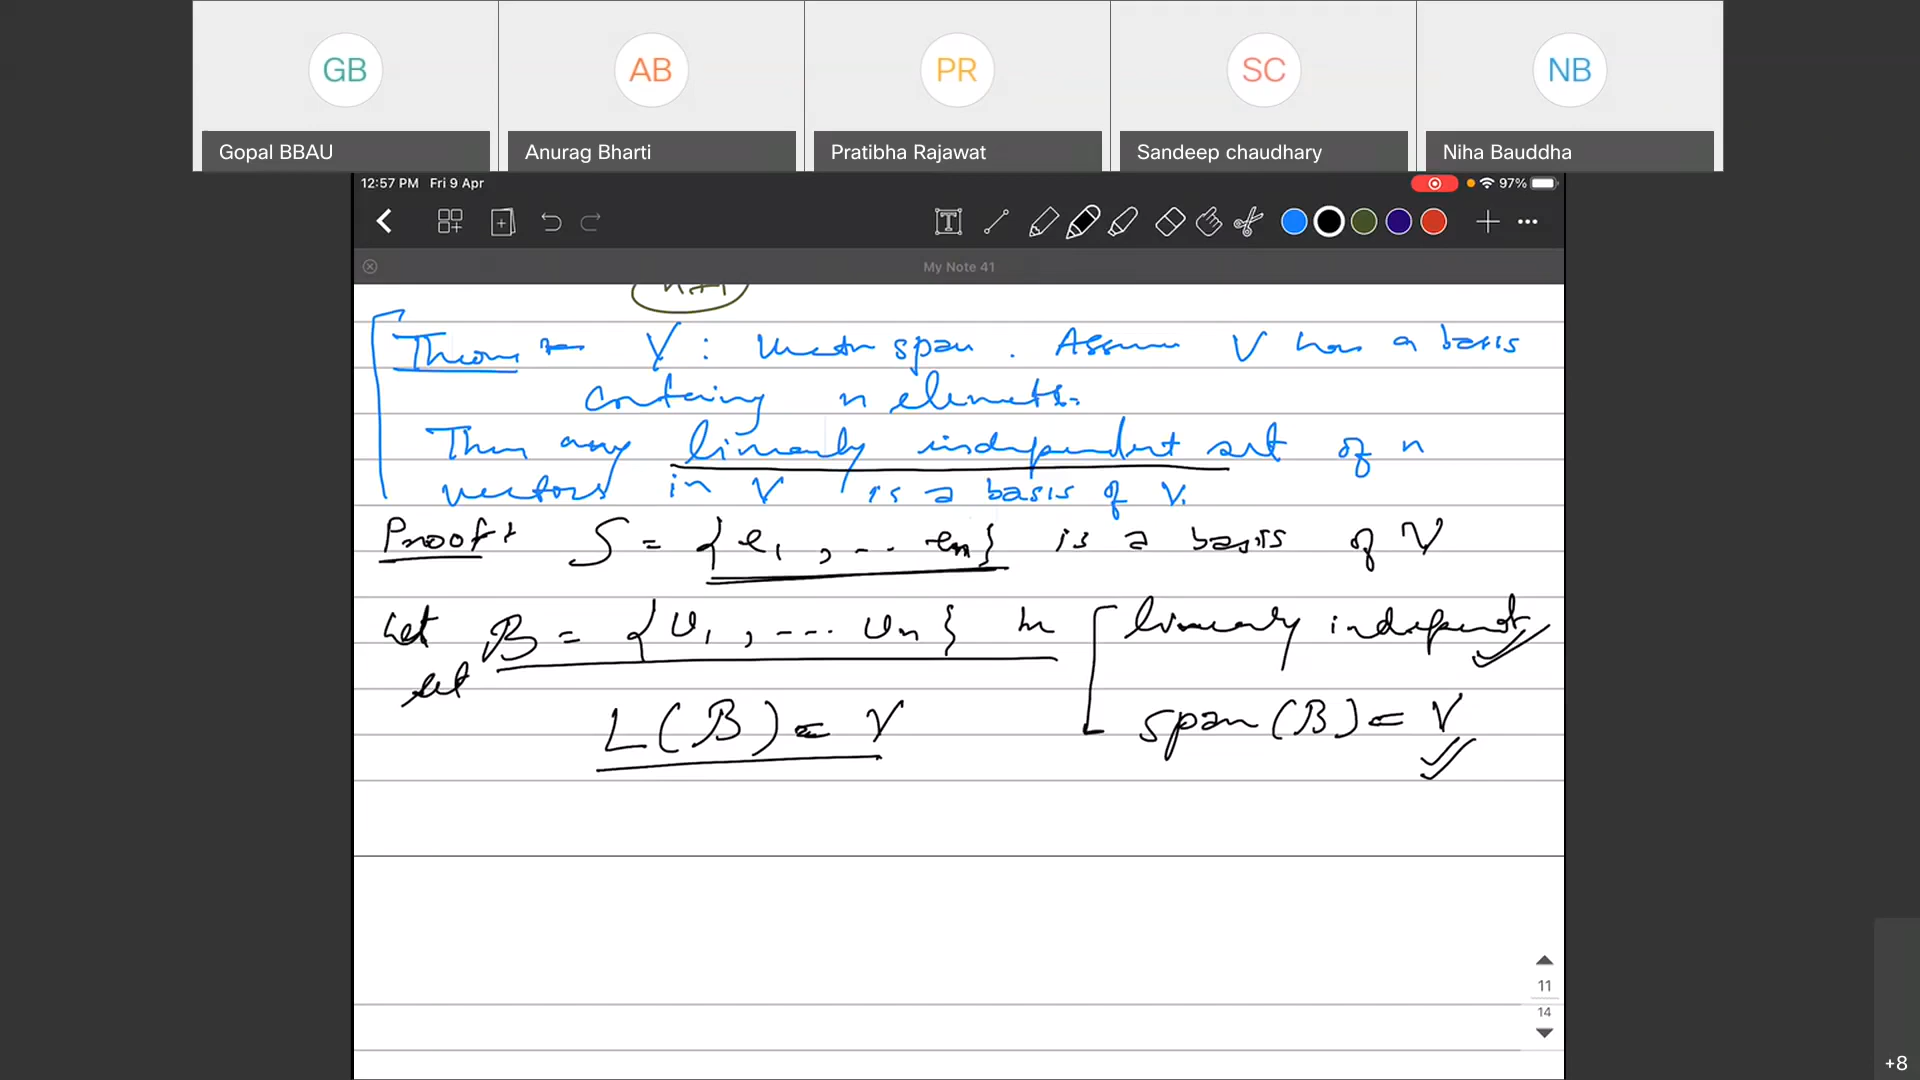 GB AB PR SC NB
Gopal BBAU Anurag Bharti Pratibha Rajawat Sandeep chaudhary Niha Bauddha
12:57 PM Fri 9 Apr 97%
My Note 41
n+1
Theorem V : Vector space . Assume V has a basis
containing n elements.
Then any linearly independent set of n
vectors in V is a basis of V.
Proof: S = {e1, ... en} is a basis of V
Let B = {v1, --- vn} be linearly independent
set
L(B) = V span(B) = V
11
14
+8